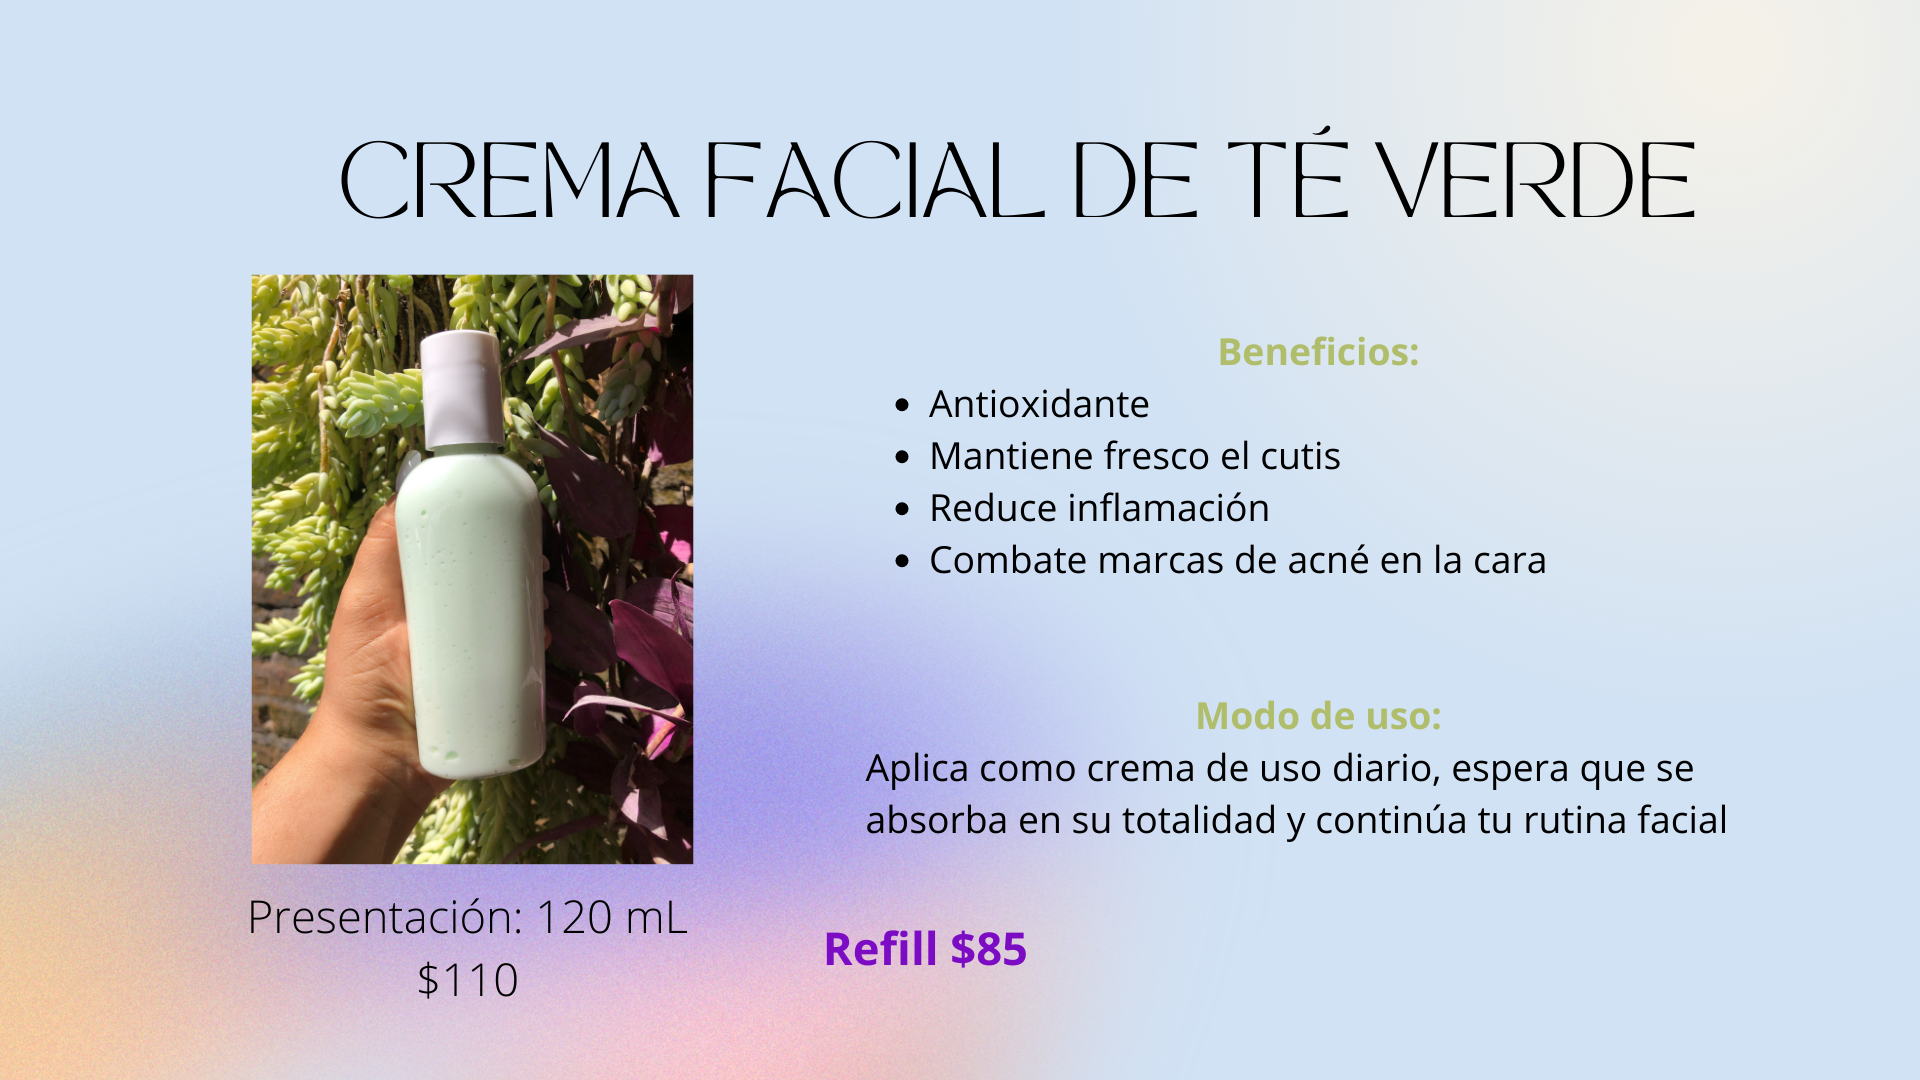 CREMA FACIAL DE TÉ VERDE
Beneficios:
• Antioxidante
• Mantiene fresco el cutis
• Reduce inflamación
• Combate marcas de acné en la cara
Modo de uso:
Aplica como crema de uso diario, espera que se
absorba en su totalidad y continúa tu rutina facial
Presentación: 120 mL
$110
Refill $85